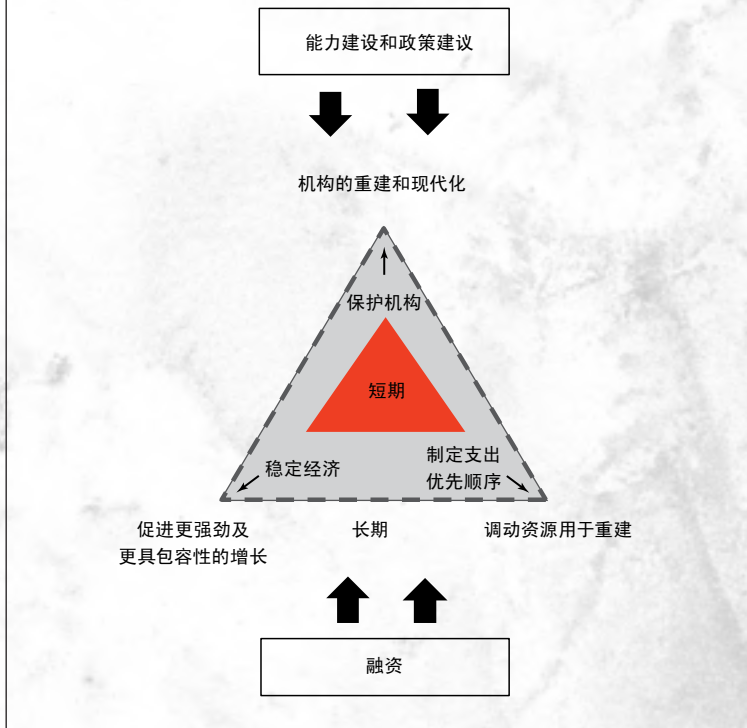 能力建设和政策建议
机构的重建和现代化
保护机构
短期
稳定经济
制定支出
优先顺序
促进更强劲及
更具包容性的增长
长期
调动资源用于重建
融资